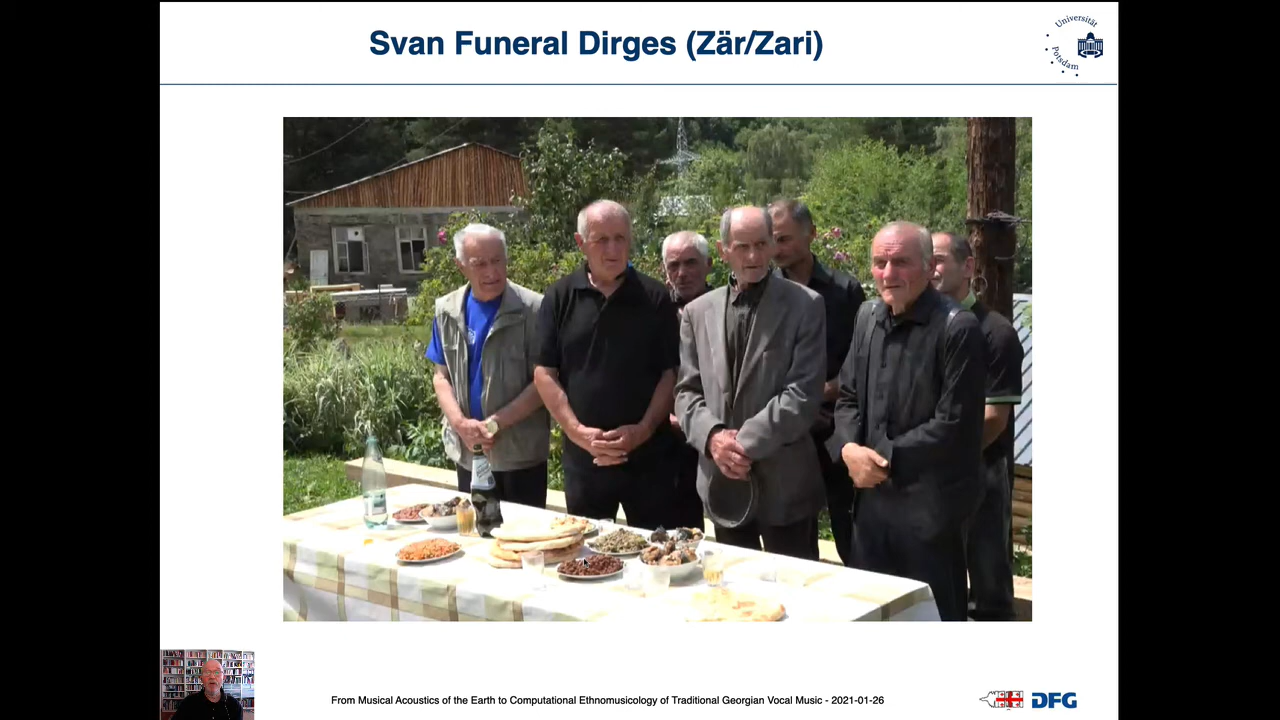 Svan Funeral Dirges (Zär/Zari)
Universität
Potsdam
From Musical Acoustics of the Earth to Computational Ethnomusicology of Traditional Georgian Vocal Music - 2021-01-26
DFG